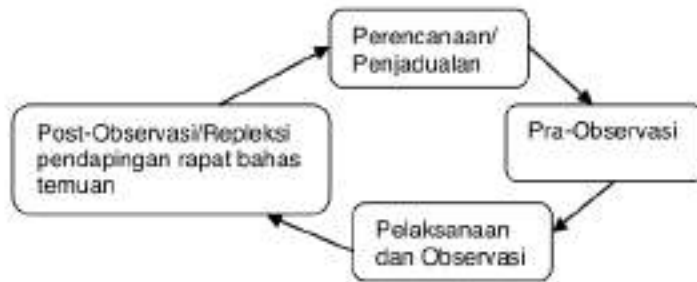 Perencanaan/
Penjadualan
Pra-Observasi
Pelaksanaan
dan Observasi
Post-Observasi/Repleksi
pendapingan rapat bahas
temuan